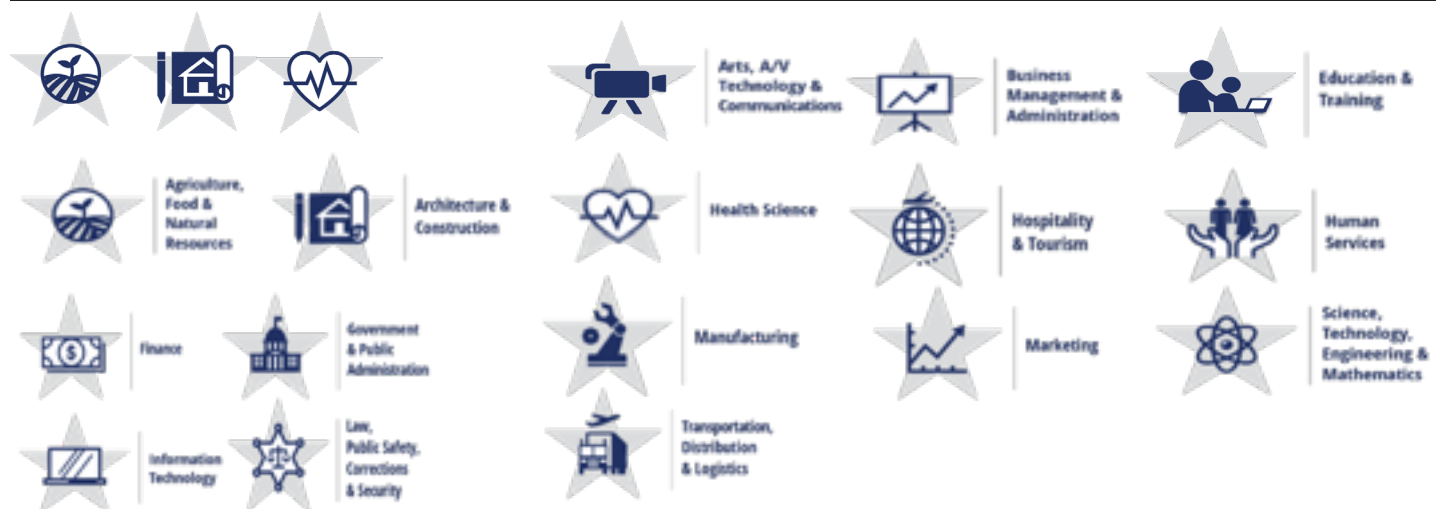 Arts, A/V
Technology &
Communications
Business
Management &
Administration
Education &
Training
Agriculture,
Food &
Natural
Resources
Architecture &
Construction
Health Science
Hospitality
& Tourism
Human
Services
Finance
Government
& Public
Administration
Manufacturing
Marketing
Science,
Technology,
Engineering &
Mathematics
Information
Technology
Law,
Public Safety,
Corrections
& Security
Transportation,
Distribution
& Logistics